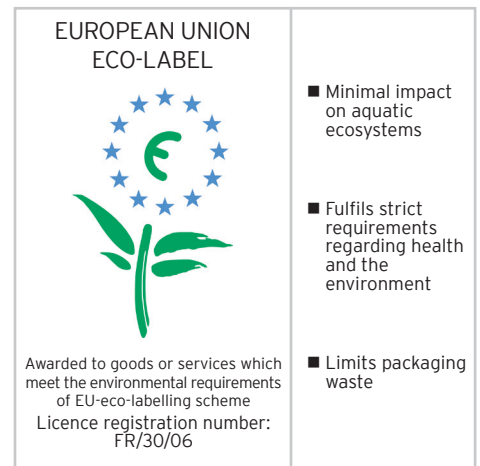 EUROPEAN UNION
ECO-LABEL
Awarded to goods or services which
meet the environmental requirements
of EU-eco-labelling scheme
Licence registration number:
FR/30/06
■ Minimal impact
on aquatic
ecosystems
■ Fulfils strict
requirements
regarding health
and the
environment
■ Limits packaging
waste